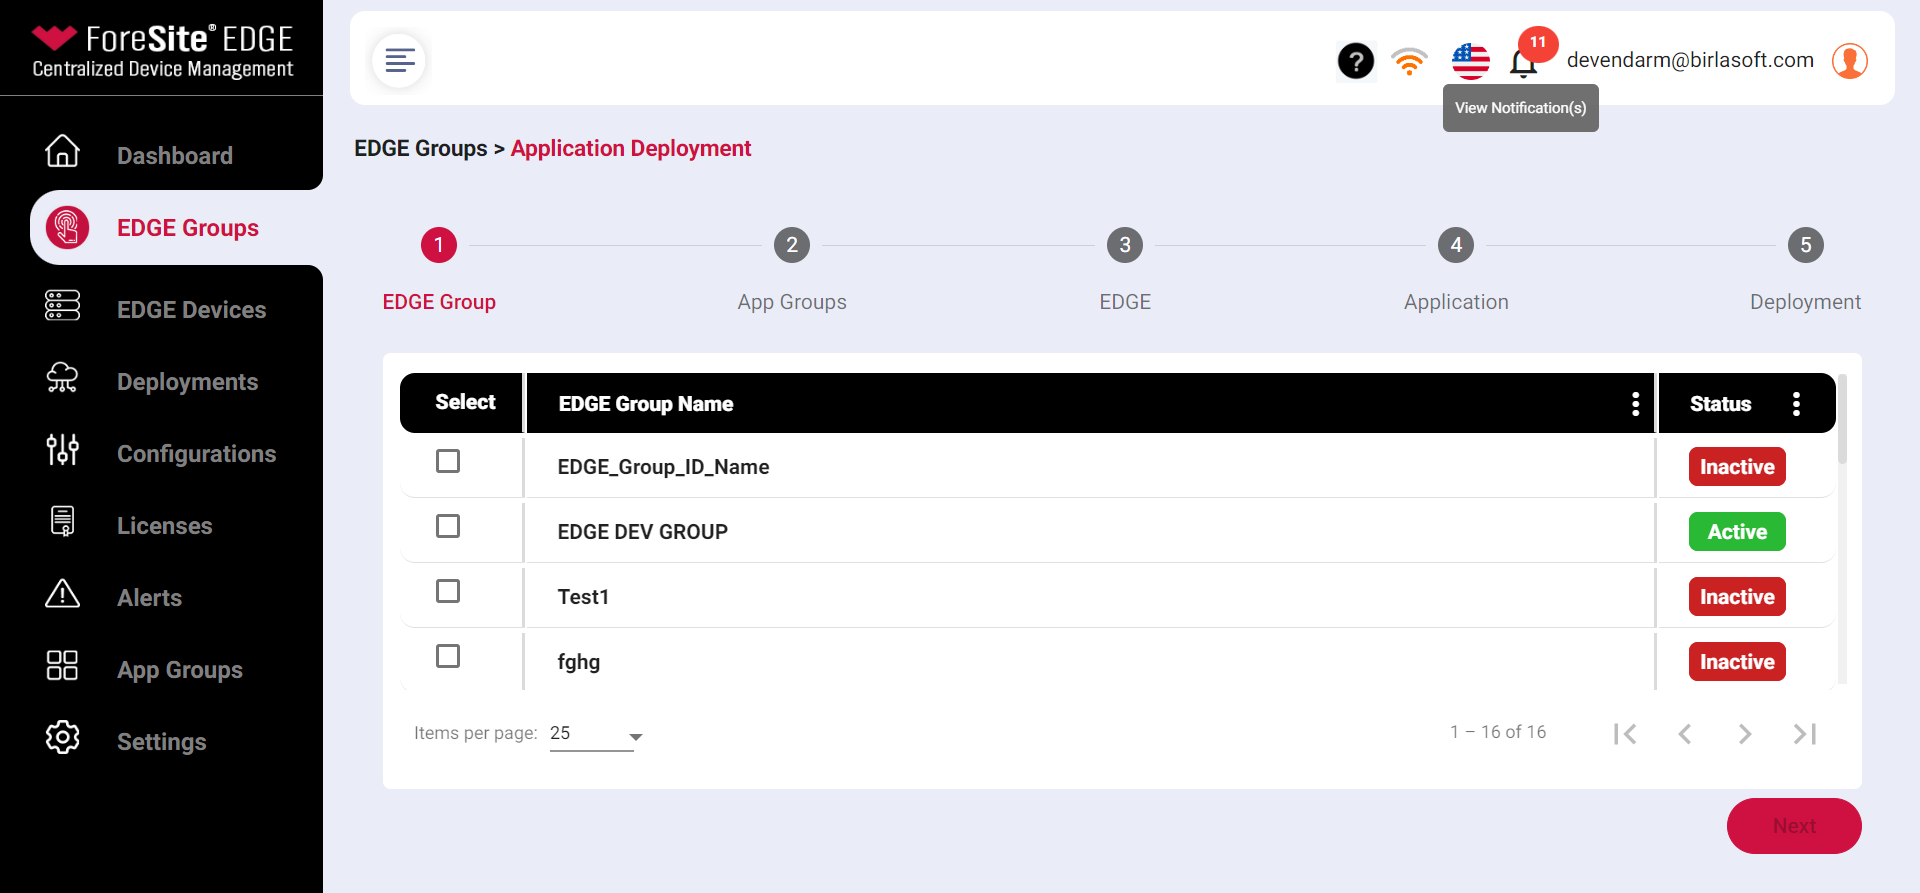 ForeSite® EDGE
Centralized Device Management
Dashboard
EDGE Groups
EDGE Devices
Deployments
Configurations
Licenses
Alerts
App Groups
Settings
?
11
devendarm@birlasoft.com
View Notification(s)
EDGE Groups > Application Deployment
1
2
3
4
5
EDGE Group
App Groups
EDGE
Application
Deployment
Select
EDGE Group Name
Status
EDGE_Group_ID_Name
Inactive
EDGE DEV GROUP
Active
Test1
Inactive
fghg
Inactive
Items per page: 25
1 – 16 of 16
Next